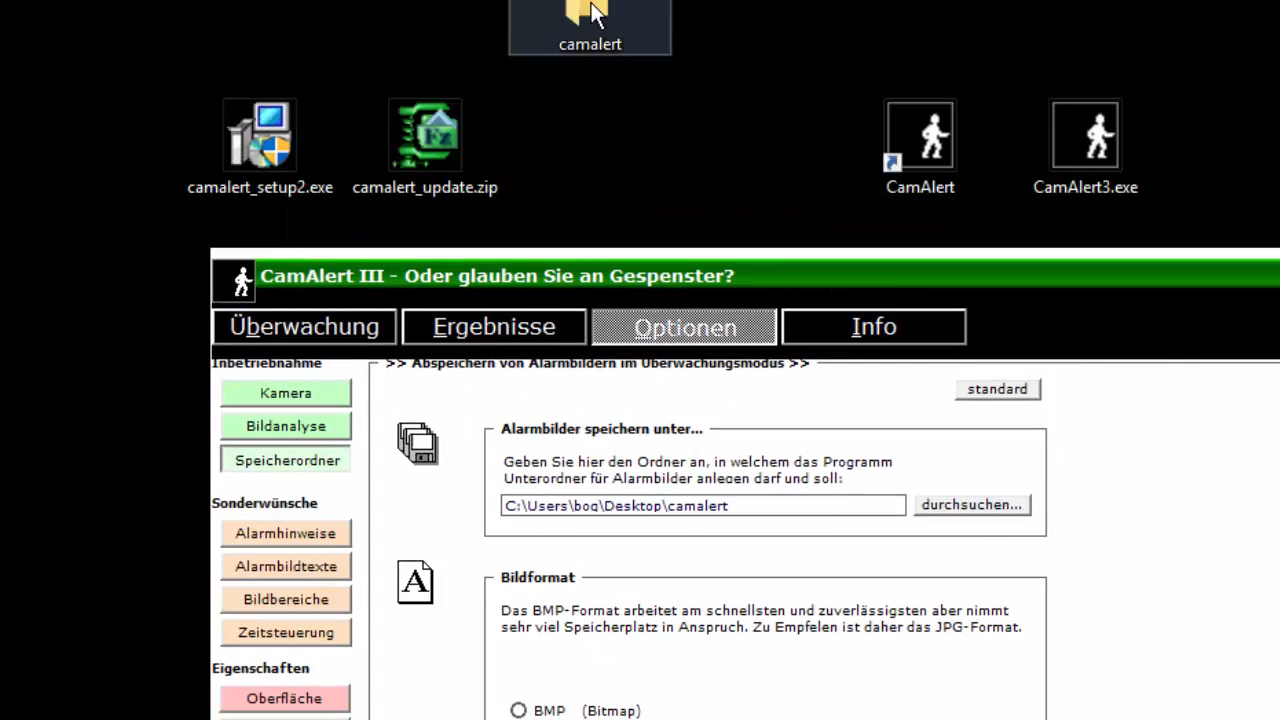 camalert
camalert_setup2.exe
camalert_update.zip
CamAlert
CamAlert3.exe
CamAlert III - Oder glauben Sie an Gespenster?
Überwachung
Ergebnisse
Optionen
Info
Inbetriebnahme
>> Abspeichern von Alarmbildern im Überwachungsmodus >>
Kamera
standard
Bildanalyse
Alarmbilder speichern unter...
Speicherordner
Geben Sie hier den Ordner an, in welchem das Programm
Unterordner für Alarmbilder anlegen darf und soll:
Sonderwünsche
C:\Users\bog\Desktop\camalert
durchsuchen...
Alarmhinweise
Alarmbildtexte
Bildformat
Bildbereiche
Das BMP-Format arbeitet am schnellsten und zuverlässigsten aber nimmt
sehr viel Speicherplatz in Anspruch. Zu Empfelen ist daher das JPG-Format.
Zeitsteuerung
Eigenschaften
Oberfläche
BMP (Bitmap)